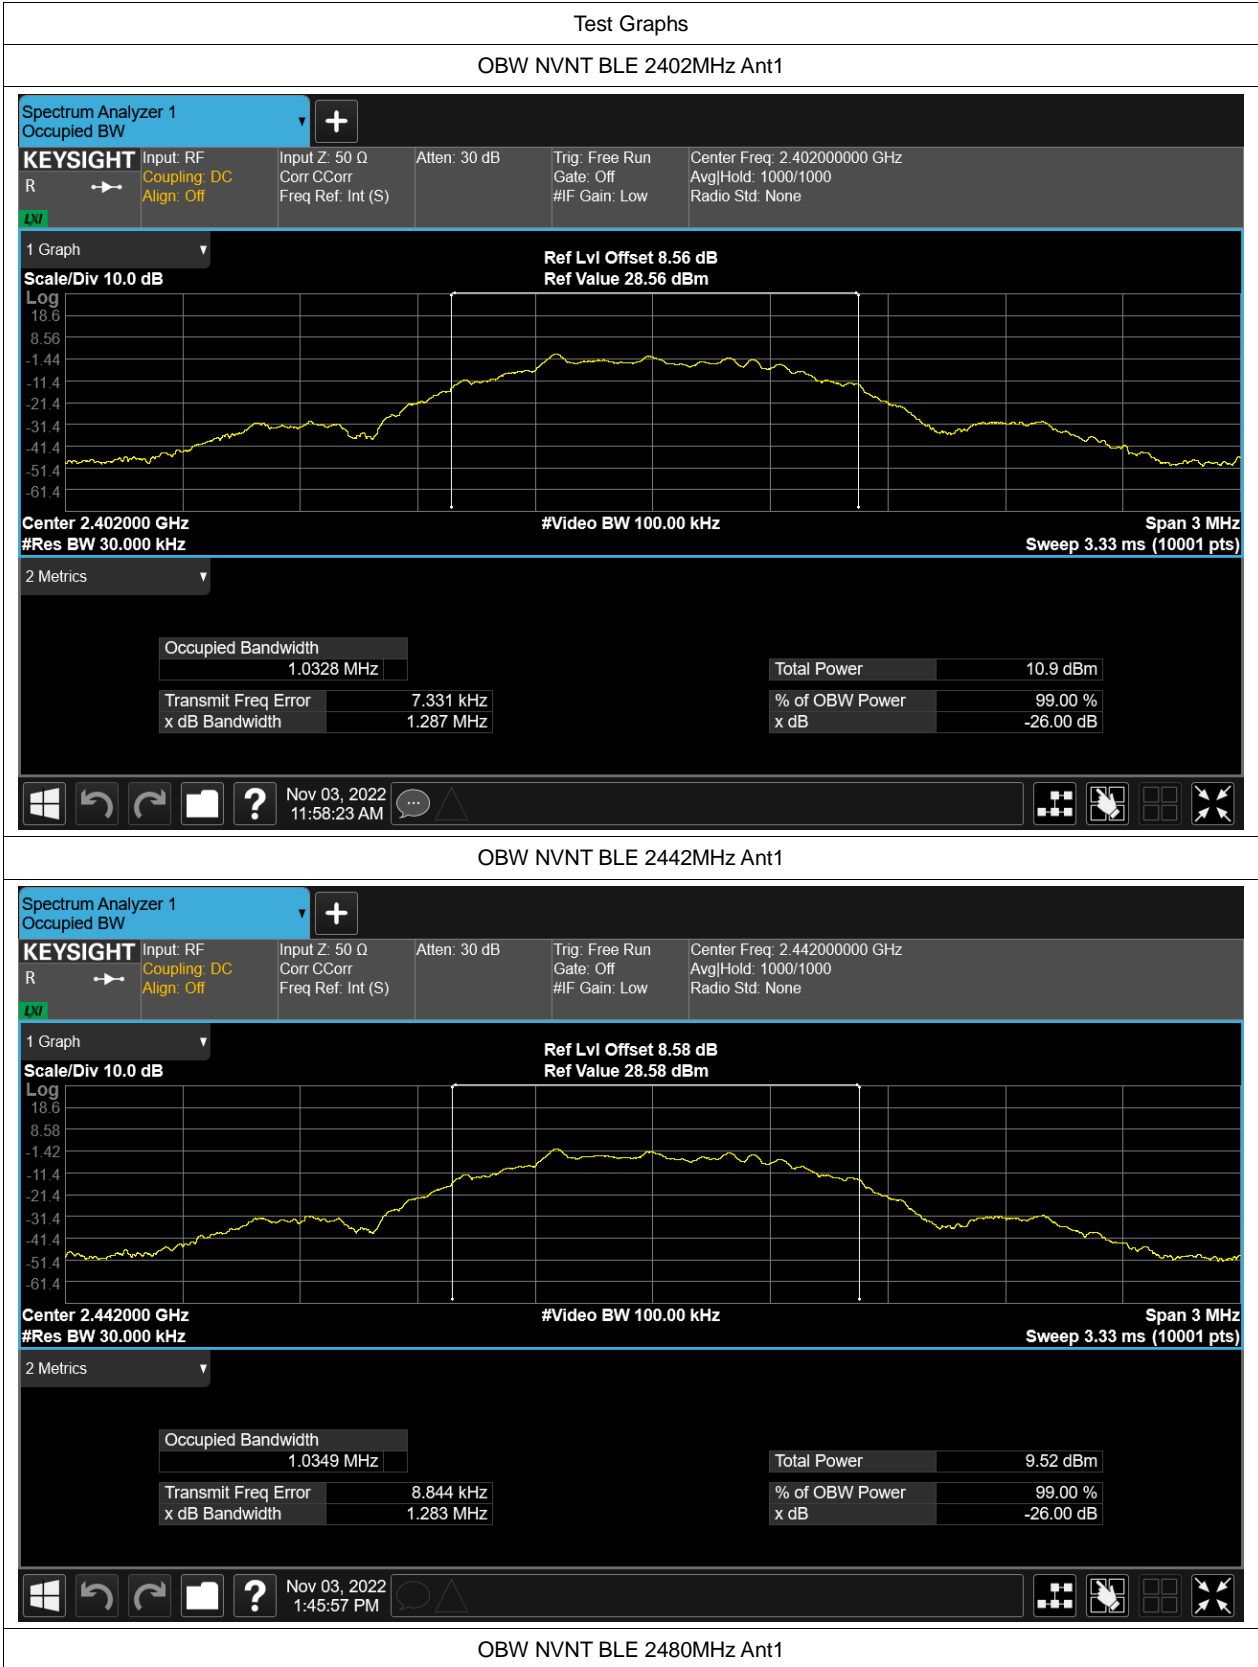 Test Graphs
OBW NVNT BLE 2402MHz Ant1
Spectrum Analyzer 1
Occupied BW
KEYSIGHT
R
LXI
Input: RF
Coupling: DC
Align: Off
Input Z: 50 Ω
Corr CCorr
Freq Ref: Int (S)
Atten: 30 dB
Trig: Free Run
Gate: Off
#IF Gain: Low
Center Freq: 2.402000000 GHz
Avg|Hold: 1000/1000
Radio Std: None
1 Graph
Scale/Div 10.0 dB
Ref Lvl Offset 8.56 dB
Ref Value 28.56 dBm
Log
18.6
8.56
-1.44
-11.4
-21.4
-31.4
-41.4
-51.4
-61.4
Center 2.402000 GHz
#Res BW 30.000 kHz
#Video BW 100.00 kHz
Span 3 MHz
Sweep 3.33 ms (10001 pts)
2 Metrics
Occupied Bandwidth
1.0328 MHz
Transmit Freq Error 7.331 kHz
x dB Bandwidth 1.287 MHz
Total Power 10.9 dBm
% of OBW Power 99.00 %
x dB -26.00 dB
?
Nov 03, 2022
11:58:23 AM
OBW NVNT BLE 2442MHz Ant1
Spectrum Analyzer 1
Occupied BW
KEYSIGHT
R
LXI
Input: RF
Coupling: DC
Align: Off
Input Z: 50 Ω
Corr CCorr
Freq Ref: Int (S)
Atten: 30 dB
Trig: Free Run
Gate: Off
#IF Gain: Low
Center Freq: 2.442000000 GHz
Avg|Hold: 1000/1000
Radio Std: None
1 Graph
Scale/Div 10.0 dB
Ref Lvl Offset 8.58 dB
Ref Value 28.58 dBm
Log
18.6
8.58
-1.42
-11.4
-21.4
-31.4
-41.4
-51.4
-61.4
Center 2.442000 GHz
#Res BW 30.000 kHz
#Video BW 100.00 kHz
Span 3 MHz
Sweep 3.33 ms (10001 pts)
2 Metrics
Occupied Bandwidth
1.0349 MHz
Transmit Freq Error 8.844 kHz
x dB Bandwidth 1.283 MHz
Total Power 9.52 dBm
% of OBW Power 99.00 %
x dB -26.00 dB
?
Nov 03, 2022
1:45:57 PM
OBW NVNT BLE 2480MHz Ant1